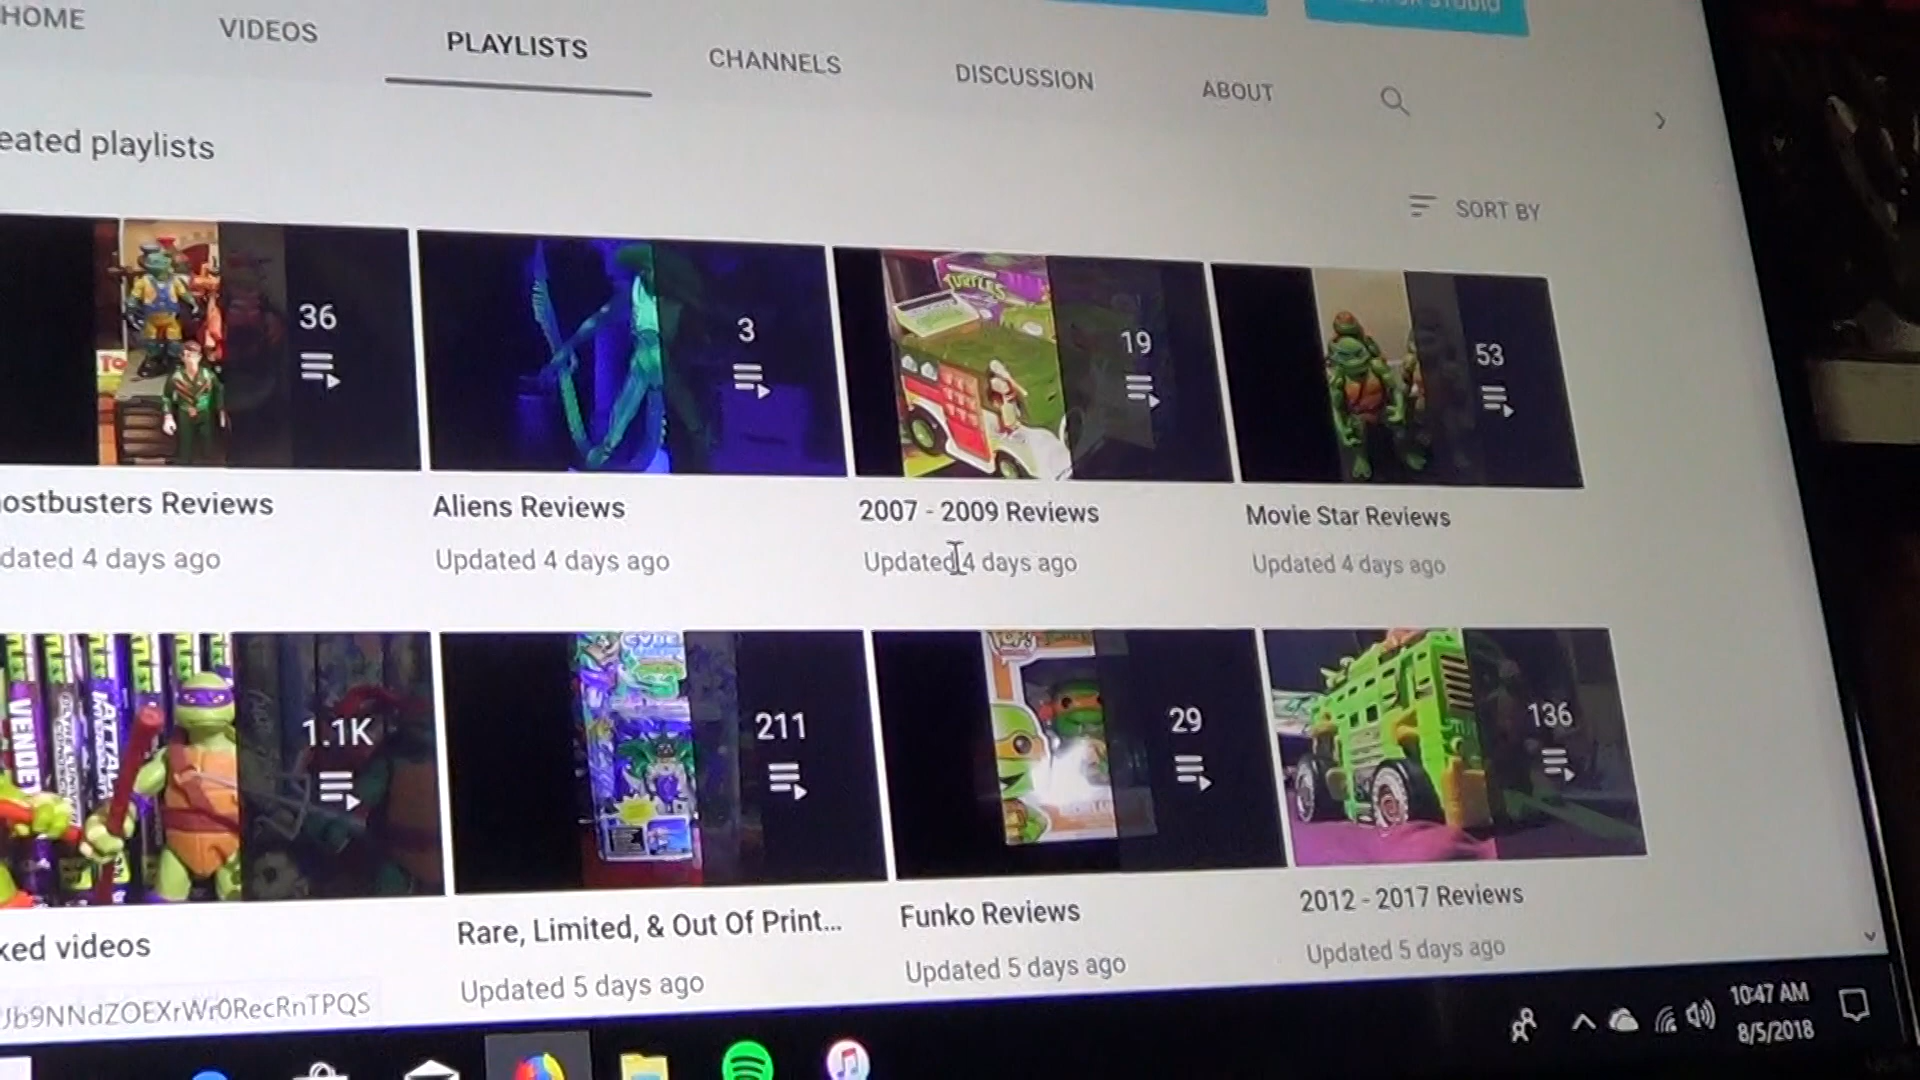 HOME VIDEOS PLAYLISTS CHANNELS DISCUSSION ABOUT
eated playlists
SORT BY
TURTLES
TO
36 3 19 53
ostbusters Reviews Aliens Reviews 2007 - 2009 Reviews Movie Star Reviews
dated 4 days ago Updated 4 days ago Updated 4 days ago Updated 4 days ago
VENDE
1.1K 211 29 136
ked videos Rare, Limited, & Out Of Print... Funko Reviews 2012 - 2017 Reviews
Updated 5 days ago Updated 5 days ago Updated 5 days ago
Jb9NNdZOEXrWr0RecRnTPQS
10:47 AM
8/5/2018